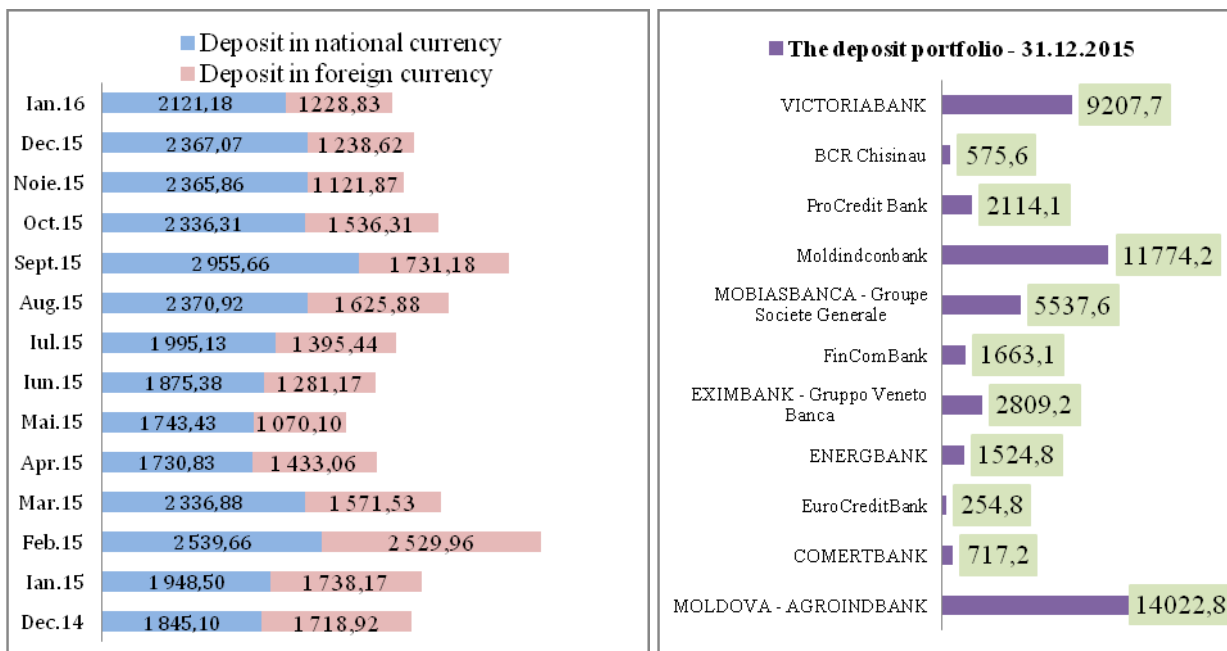 Deposit in national currency
Deposit in foreign currency
Ian.16 2121,18 1228,83
Dec.15 2 367,07 1 238,62
Noie.15 2 365,86 1 121,87
Oct.15 2 336,31 1 536,31
Sept.15 2 955,66 1 731,18
Aug.15 2 370,92 1 625,88
Iul.15 1 995,13 1 395,44
Iun.15 1 875,38 1 281,17
Mai.15 1 743,43 1 070,10
Apr.15 1 730,83 1 433,06
Mar.15 2 336,88 1 571,53
Feb.15 2 539,66 2 529,96
Ian.15 1 948,50 1 738,17
Dec.14 1 845,10 1 718,92
The deposit portfolio - 31.12.2015
VICTORIABANK 9207,7
BCR Chisinau 575,6
ProCredit Bank 2114,1
Moldindconbank 11774,2
MOBIASBANCA - Groupe
Societe Generale 5537,6
FinComBank 1663,1
EXIMBANK - Gruppo Veneto
Banca 2809,2
ENERGBANK 1524,8
EuroCreditBank 254,8
COMERTBANK 717,2
MOLDOVA - AGROINDBANK 14022,8